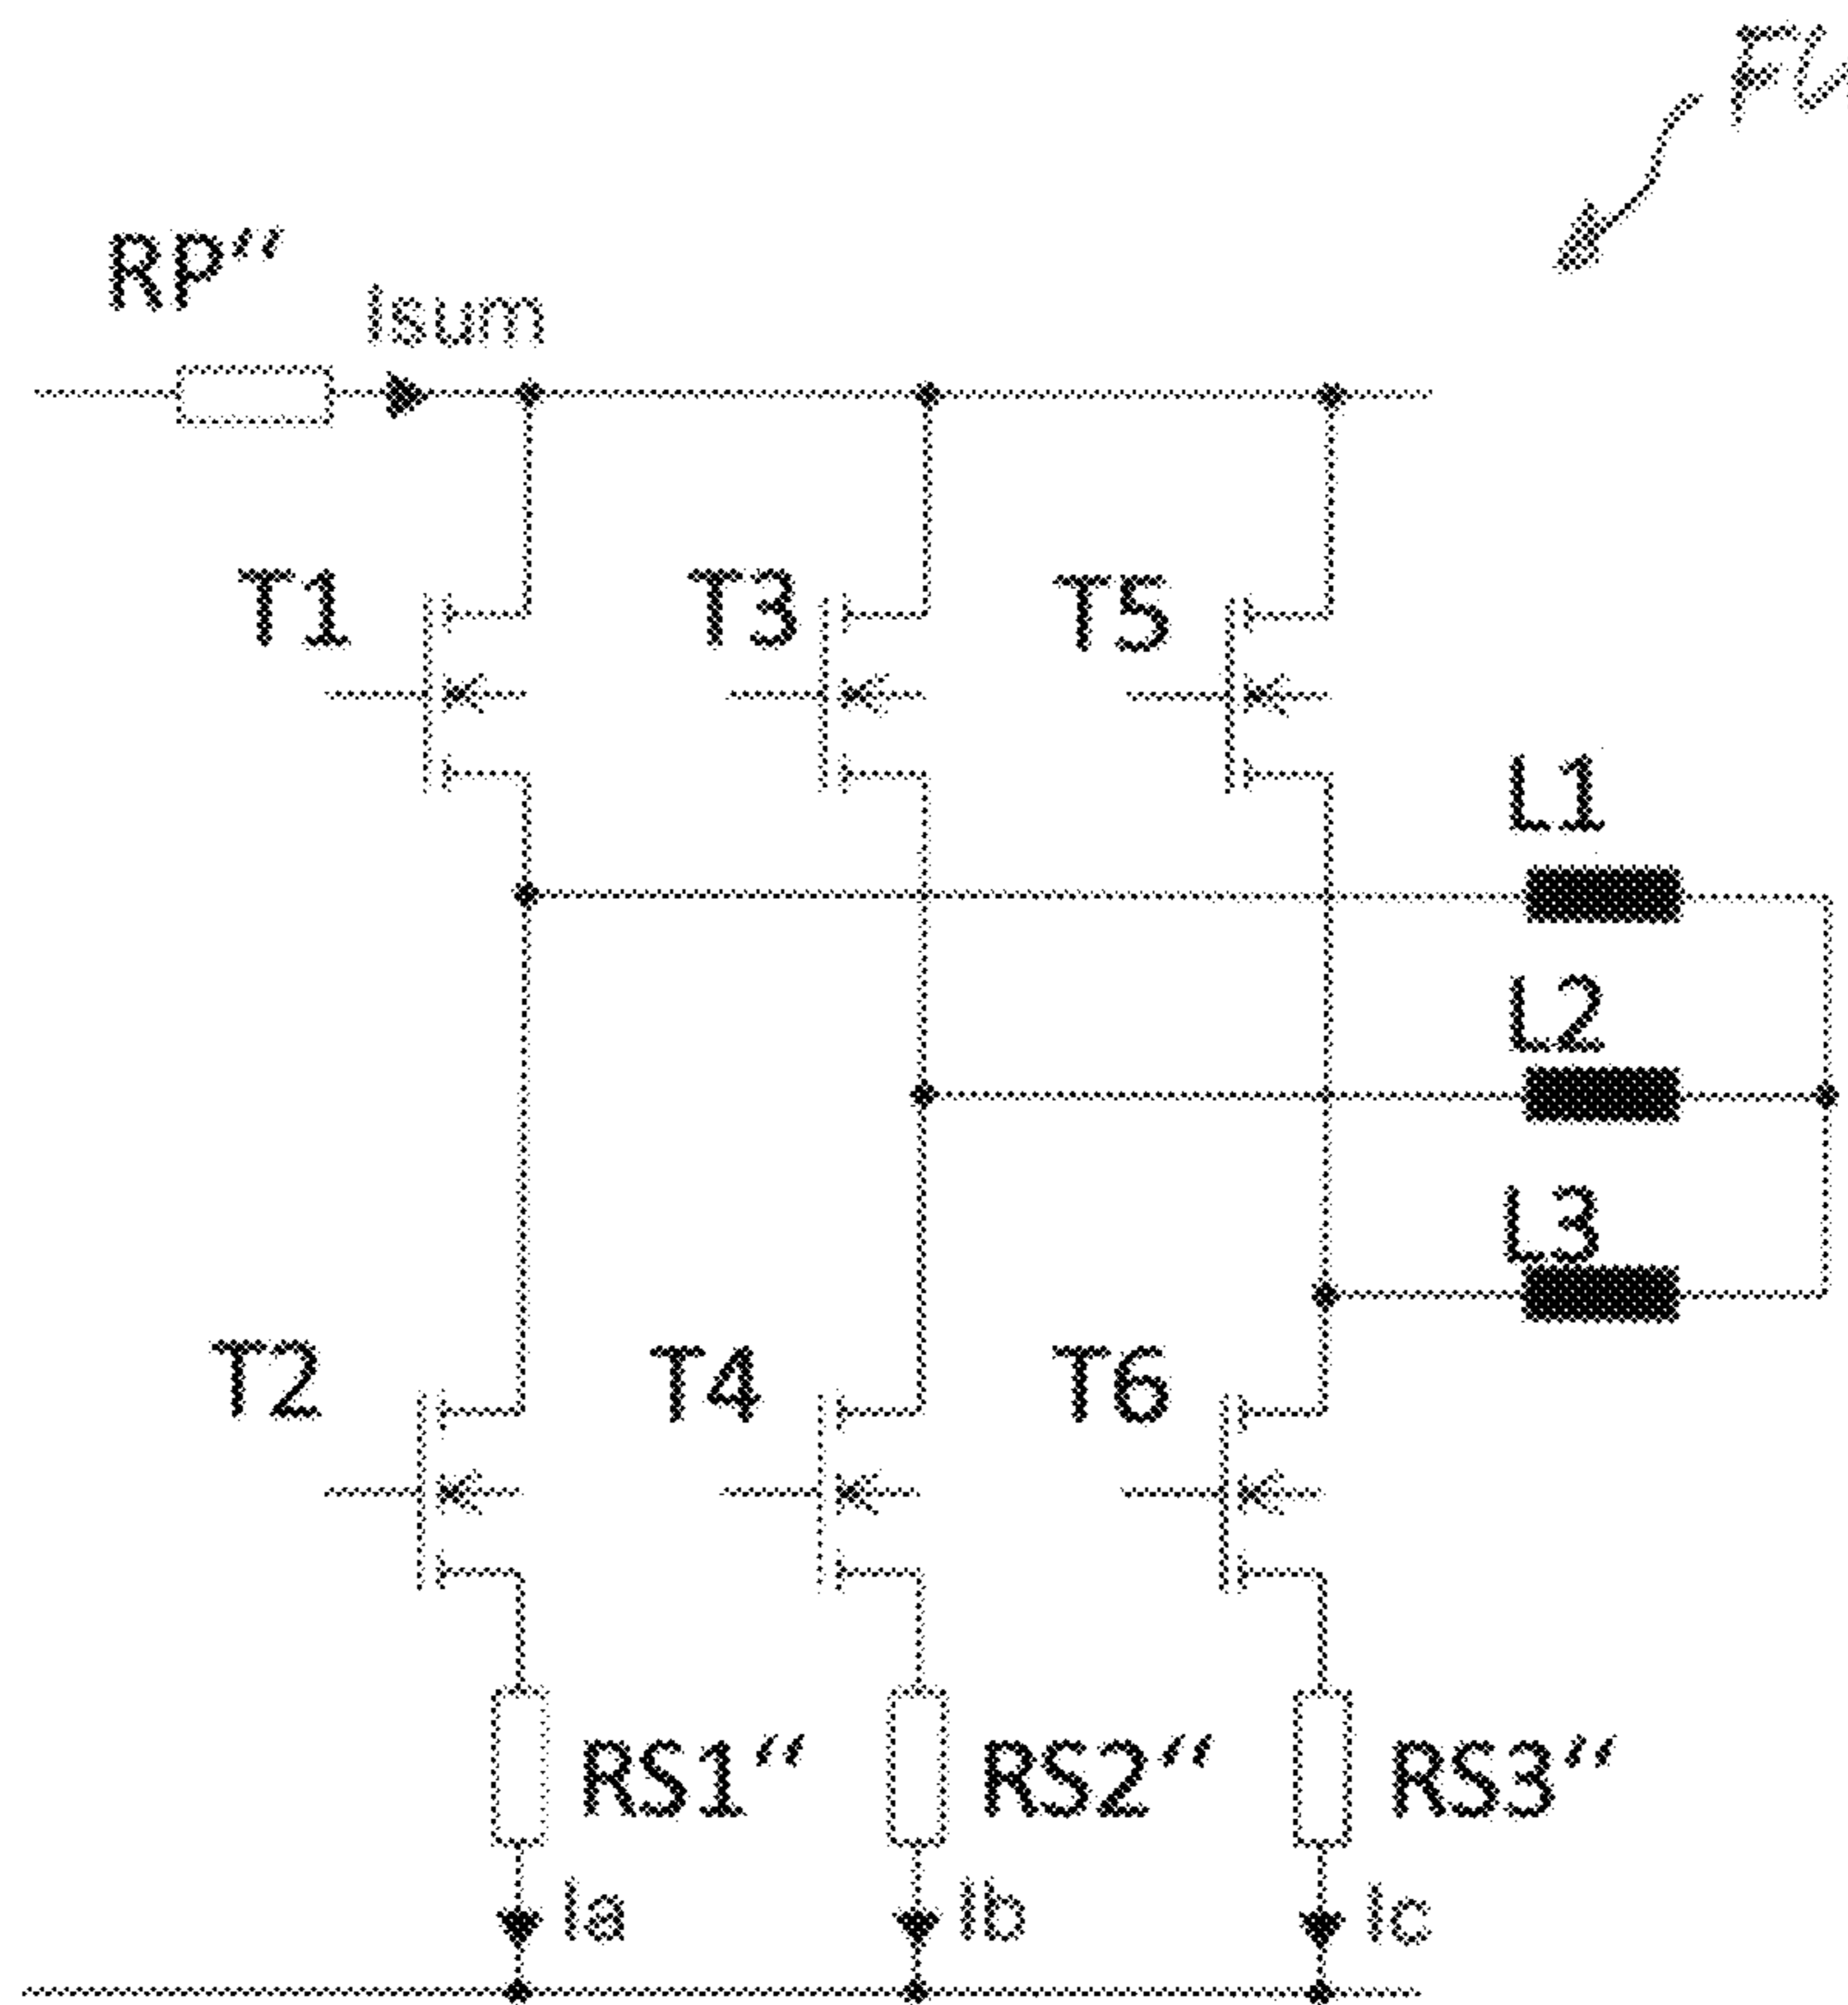 RP“
Isum
T1
T3
T5
L1
L2
L3
T2
T4
T6
RS1“
RS2“
RS3“
Ia
Ib
Ic